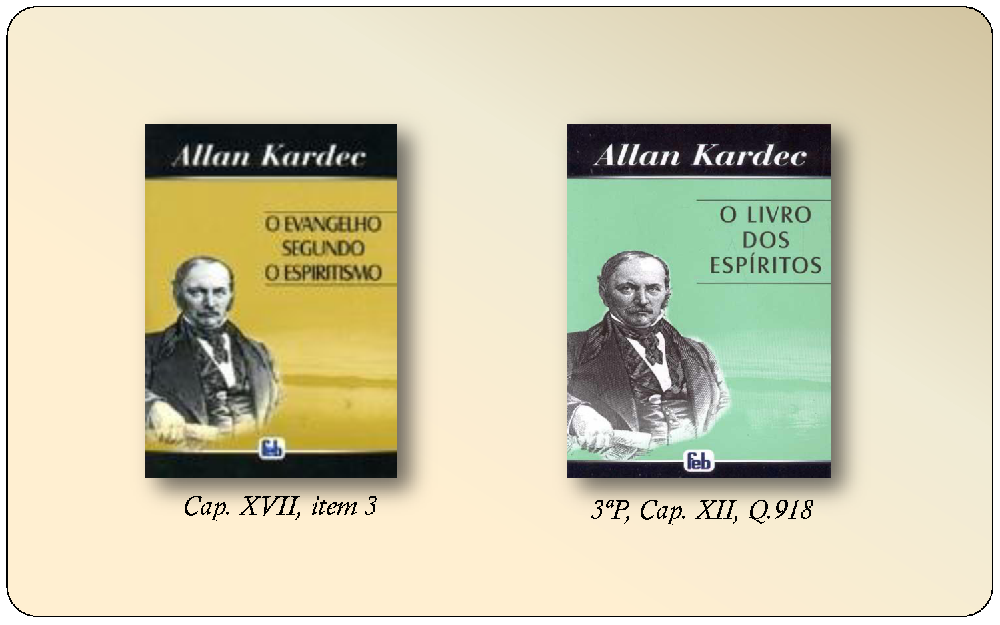 Allan Kardec
O EVANGELHO
SEGUNDO
O ESPIRITISMO
feb
Cap. XVII, item 3
Allan Kardec
O LIVRO
DOS
ESPÍRITOS
feb
3ªP, Cap. XII, Q.918